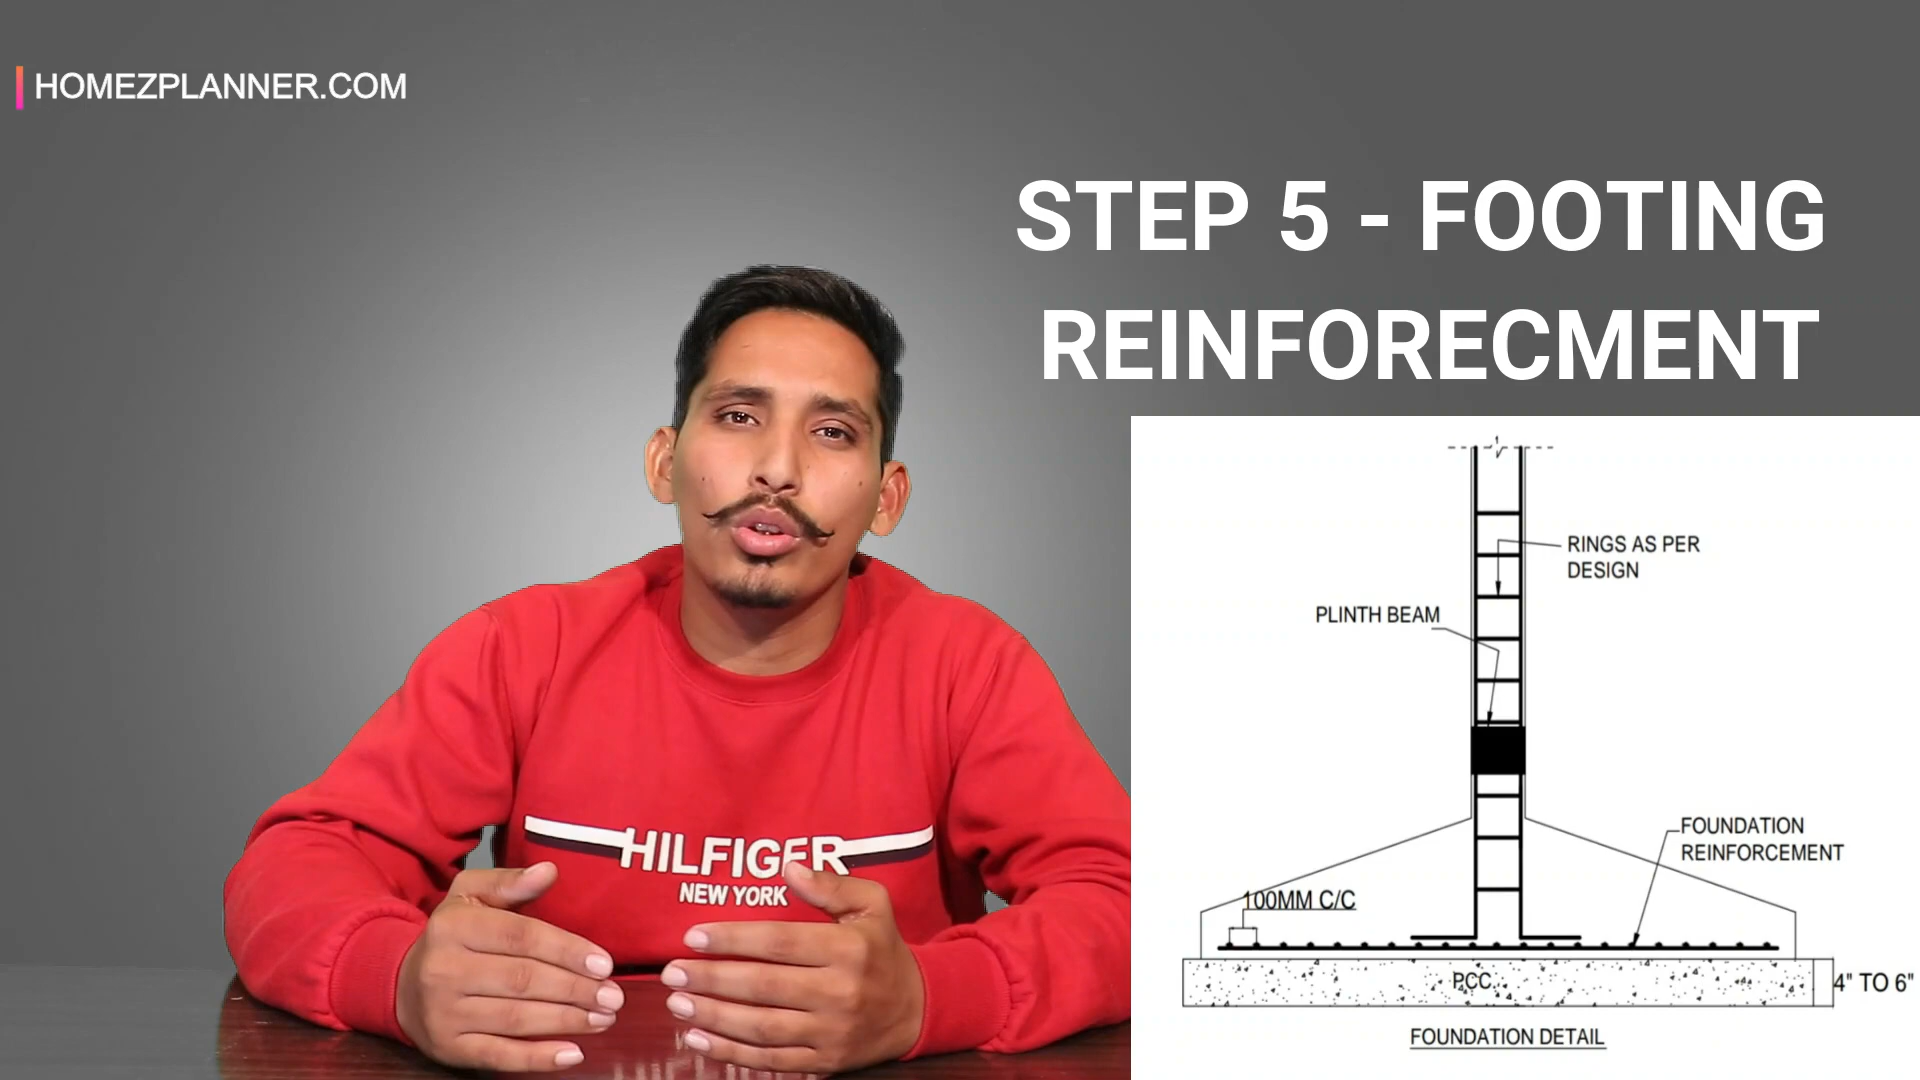 HOMEZPLANNER.COM
STEP 5 - FOOTING
REINFORECMENT
RINGS AS PER
DESIGN
PLINTH BEAM
FOUNDATION
REINFORCEMENT
100MM C/C
PCC
4" TO 6"
FOUNDATION DETAIL
HILFIGER
NEW YORK